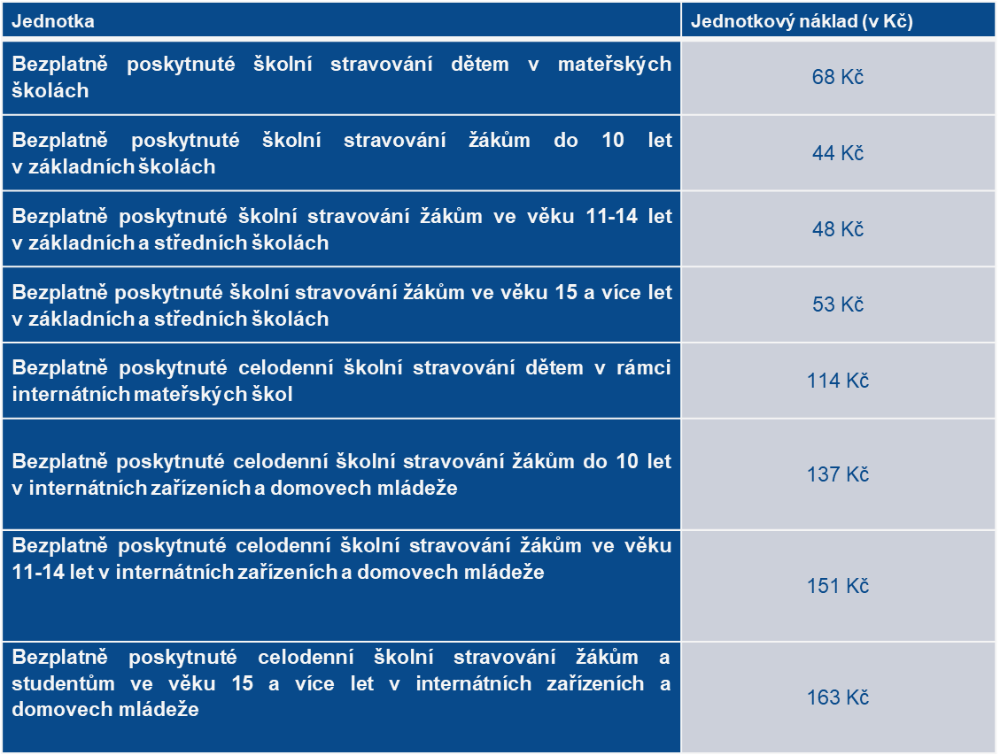 Jednotka
Jednotkový náklad (v Kč)
Bezplatně poskytnuté školní stravování dětem v mateřských
školách
68 Kč
Bezplatně poskytnuté školní stravování žákům do 10 let
v základních školách
44 Kč
Bezplatně poskytnuté školní stravování žákům ve věku 11-14 let
v základních a středních školách
48 Kč
Bezplatně poskytnuté školní stravování žákům ve věku 15 a více let
v základních a středních školách
53 Kč
Bezplatně poskytnuté celodenní školní stravování dětem v rámci
internátních mateřských škol
114 Kč
Bezplatně poskytnuté celodenní školní stravování žákům do 10 let
v internátních zařízeních a domovech mládeže
137 Kč
Bezplatně poskytnuté celodenní školní stravování žákům ve věku
11-14 let v internátních zařízeních a domovech mládeže
151 Kč
Bezplatně poskytnuté celodenní školní stravování žákům a
studentům ve věku 15 a více let v internátních zařízeních a
domovech mládeže
163 Kč